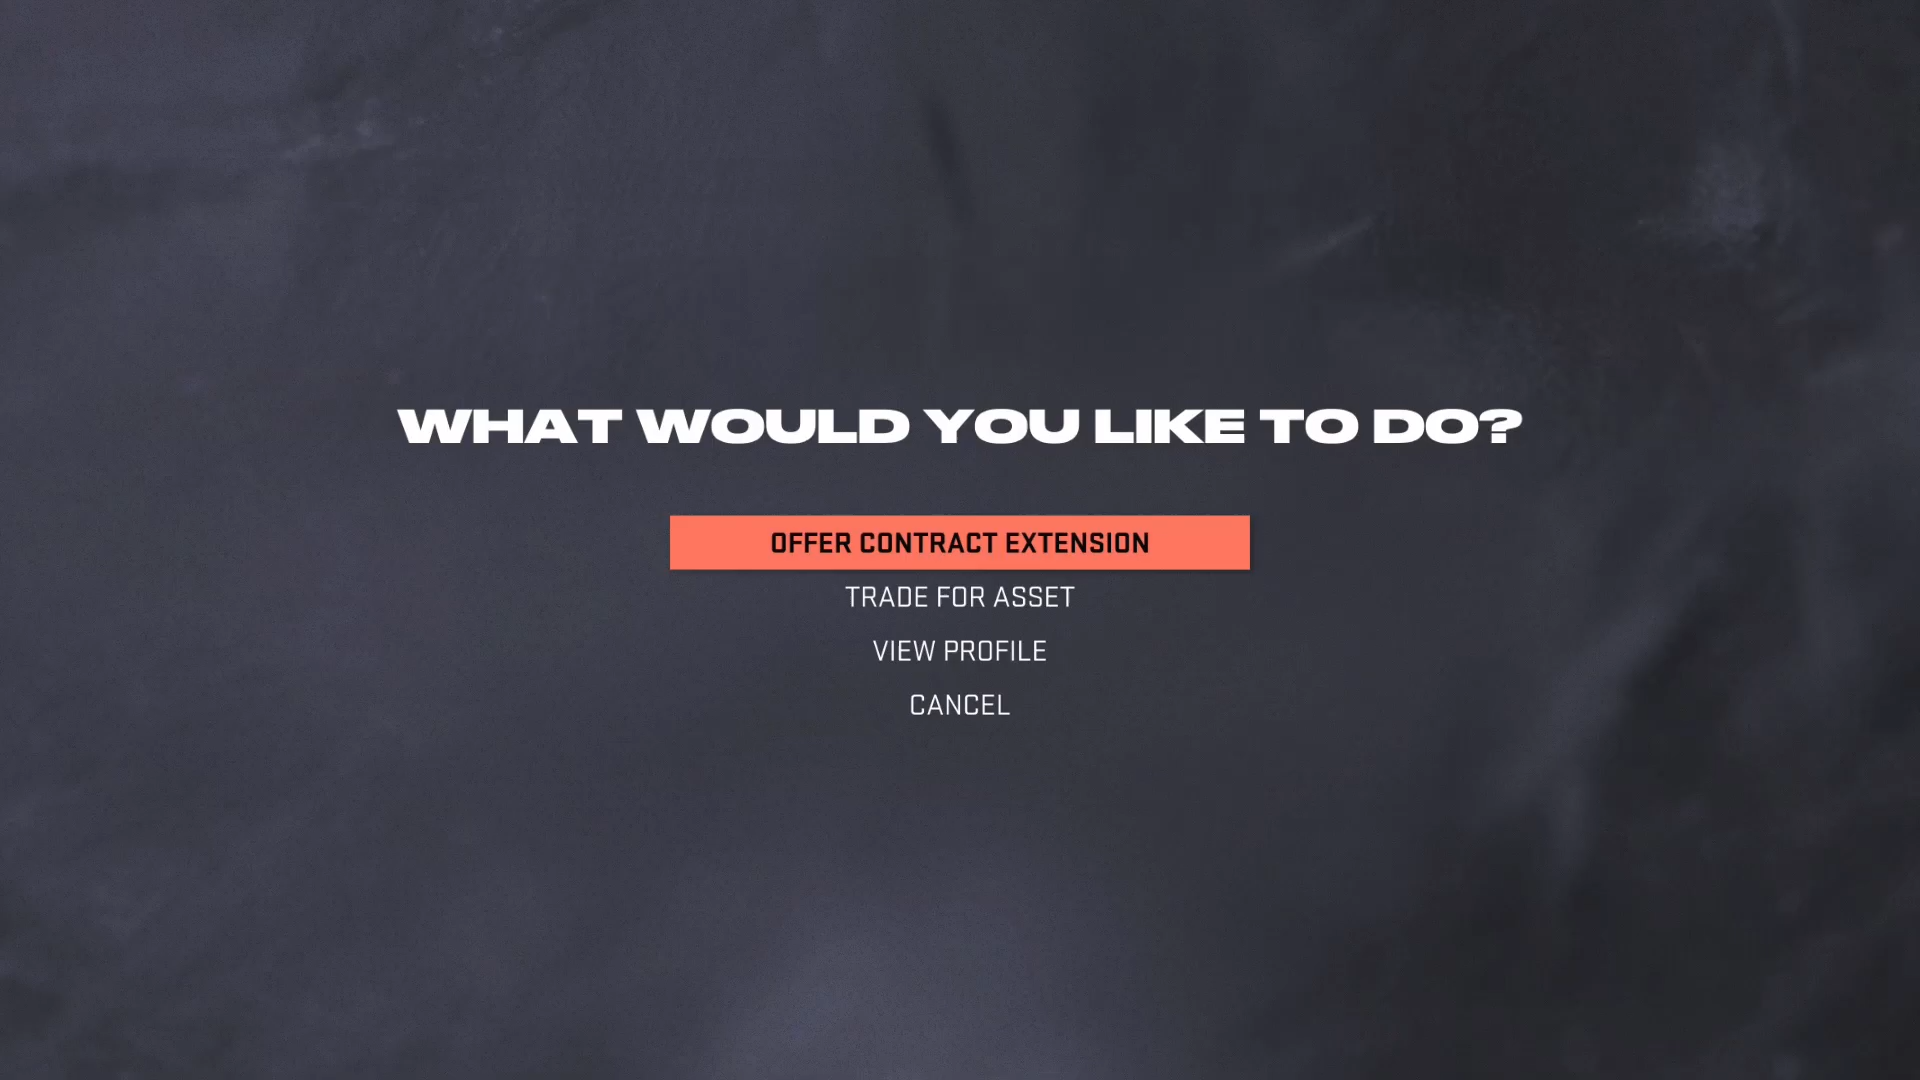 WHAT WOULD YOU LIKE TO DO?
OFFER CONTRACT EXTENSION
TRADE FOR ASSET
VIEW PROFILE
CANCEL